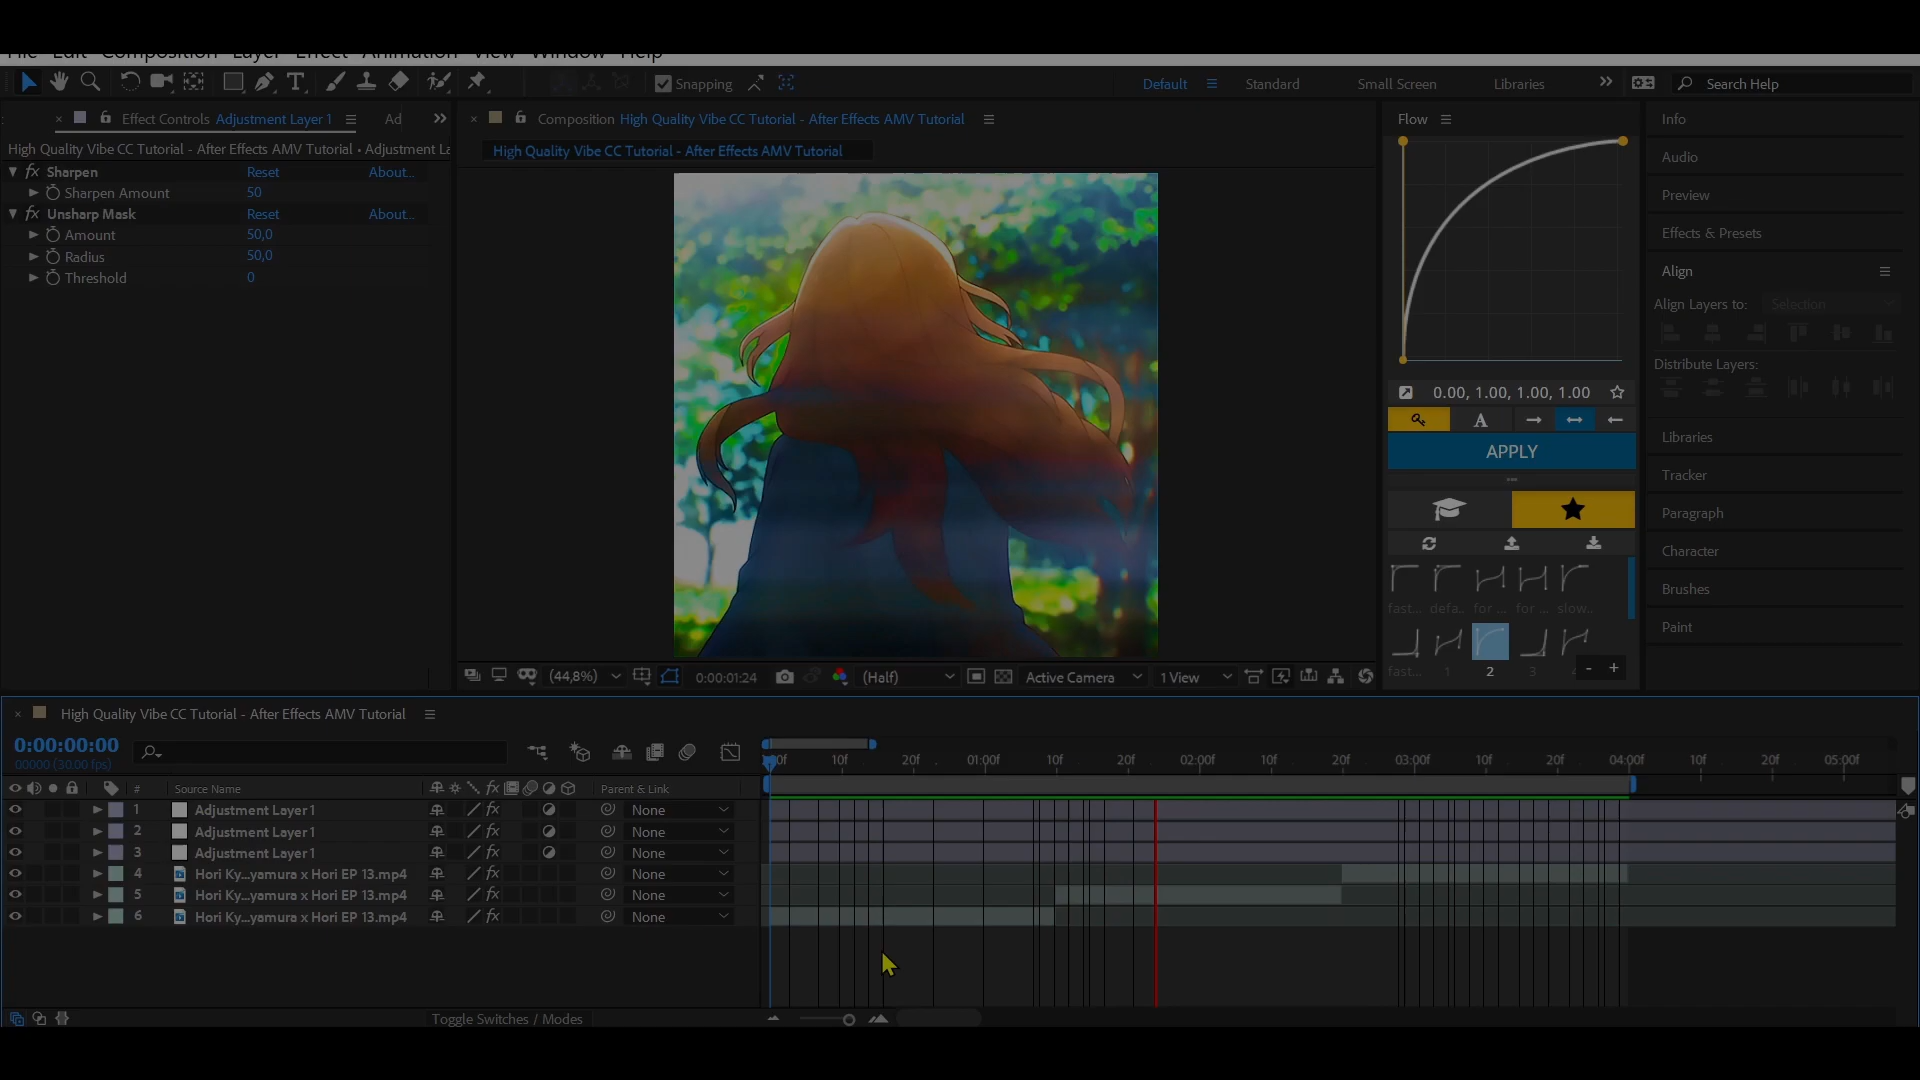 File Edit Composition Layer Effect Animation View Window Help
Snapping
Default
Standard
Small Screen
Libraries
Search Help
Effect Controls Adjustment Layer 1
Ad
High Quality Vibe CC Tutorial - After Effects AMV Tutorial • Adjustment La
fx Sharpen Reset About...
Sharpen Amount 50
fx Unsharp Mask Reset About...
Amount 50,0
Radius 50,0
Threshold 0
Composition High Quality Vibe CC Tutorial - After Effects AMV Tutorial
High Quality Vibe CC Tutorial - After Effects AMV Tutorial
(44,8%)
0:00:01:24
(Half)
Active Camera
1 View
Flow
0.00, 1.00, 1.00, 1.00
A
APPLY
fast... defa.. for ... for ... slow..
fast... 1 2 3
- +
Info
Audio
Preview
Effects & Presets
Align
Align Layers to: Selection
Distribute Layers:
Libraries
Tracker
Paragraph
Character
Brushes
Paint
High Quality Vibe CC Tutorial - After Effects AMV Tutorial
0:00:00:00
00000 (30.00 fps)
00f 10f 20f 01:00f 10f 20f 02:00f 10f 20f 03:00f 10f 20f 04:00f 10f 20f 05:00f
# Source Name fx Parent & Link
1 Adjustment Layer 1 fx None
2 Adjustment Layer 1 fx None
3 Adjustment Layer 1 fx None
4 Hori Ky...yamura x Hori EP 13.mp4 fx None
5 Hori Ky...yamura x Hori EP 13.mp4 fx None
6 Hori Ky...yamura x Hori EP 13.mp4 fx None
Toggle Switches / Modes